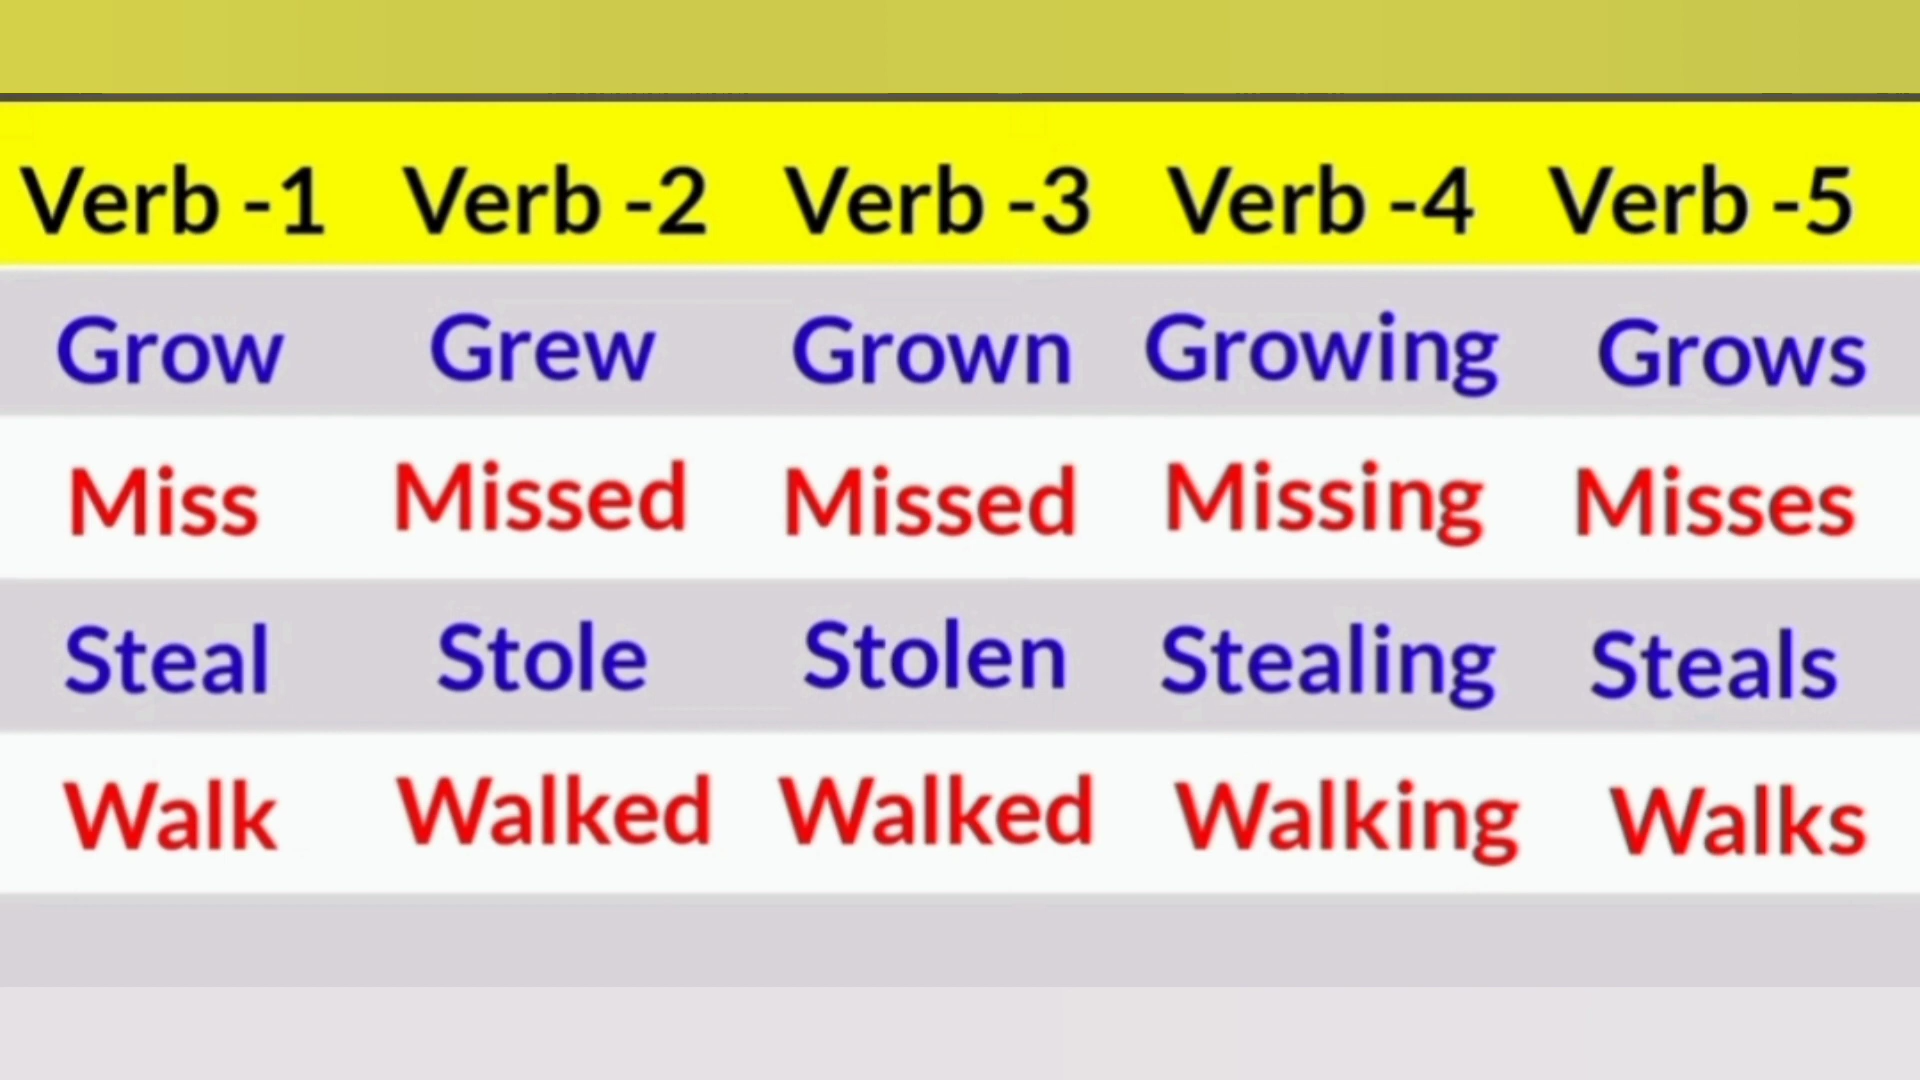 Verb -1 Verb -2 Verb -3 Verb -4 Verb -5
Grow Grew Grown Growing Grows
Miss Missed Missed Missing Misses
Steal Stole Stolen Stealing Steals
Walk Walked Walked Walking Walks